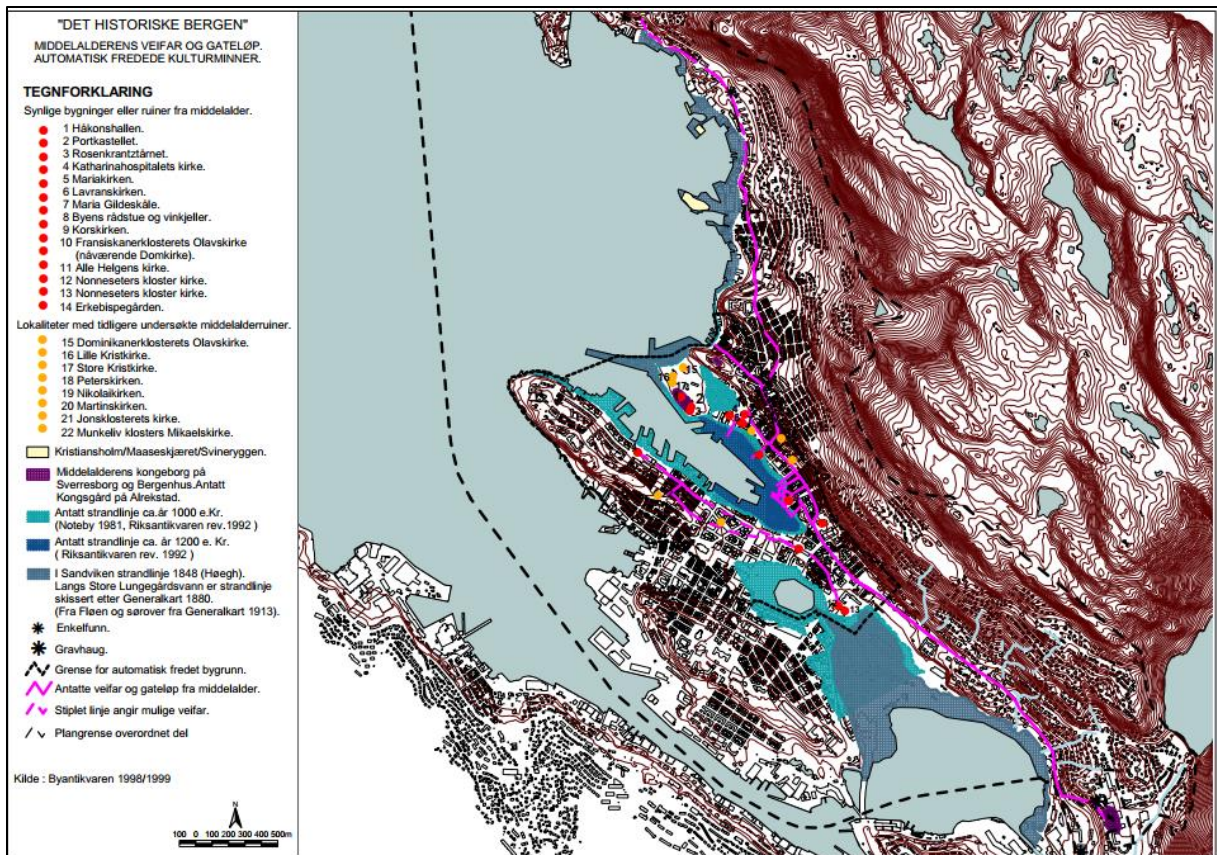 "DET HISTORISKE BERGEN"
MIDDELALDERENS VEIFAR OG GATELØP.
AUTOMATISK FREDEDE KULTURMINNER.
TEGNFORKLARING
Synlige bygninger eller ruiner fra middelalder.
1 Håkonshallen.
2 Portkastellet.
3 Rosenkrantztårnet.
4 Katharinahospitalets kirke.
5 Mariakirken.
6 Lavranskirken.
7 Maria Gildeskåle.
8 Byens rådstue og vinkjeller.
9 Korskirken.
10 Fransiskanerklosterets Olavskirke
(nåværende Domkirke).
11 Alle Helgens kirke.
12 Nonneseters kloster kirke.
13 Nonneseters kloster kirke.
14 Erkebispegården.
Lokaliteter med tidligere undersøkte middelalderruiner.
15 Dominikanerklosterets Olavskirke.
16 Lille Kristkirke.
17 Store Kristkirke.
18 Peterskirken.
19 Nikolaikirken.
20 Martinskirken.
21 Jonsklosterets kirke.
22 Munkeliv klosters Mikaelskirke.
Kristiansholm/Maaseskjæret/Svineryggen.
Middelalderens kongeborg på
Sverresborg og Bergenhus.Antatt
Kongsgård på Alrekstad.
Antatt strandlinje ca.år 1000 e.Kr.
(Noteby 1981, Riksantikvaren rev.1992 )
Antatt strandlinje ca. år 1200 e. Kr.
( Riksantikvaren rev. 1992 )
I Sandviken strandlinje 1848 (Høegh).
Langs Store Lungegårdsvann er strandlinje
skissert etter Generalkart 1880.
(Fra Fløen og sørover fra Generalkart 1913).
Enkelfunn.
Gravhaug.
Grense for automatisk fredet bygrunn.
Antatte veifar og gateløp fra middelalder.
Stiplet linje angir mulige veifar.
Plangrense overordnet del
Kilde : Byantikvaren 1998/1999
N
100 0 100 200 300 400 500m
15
16
13